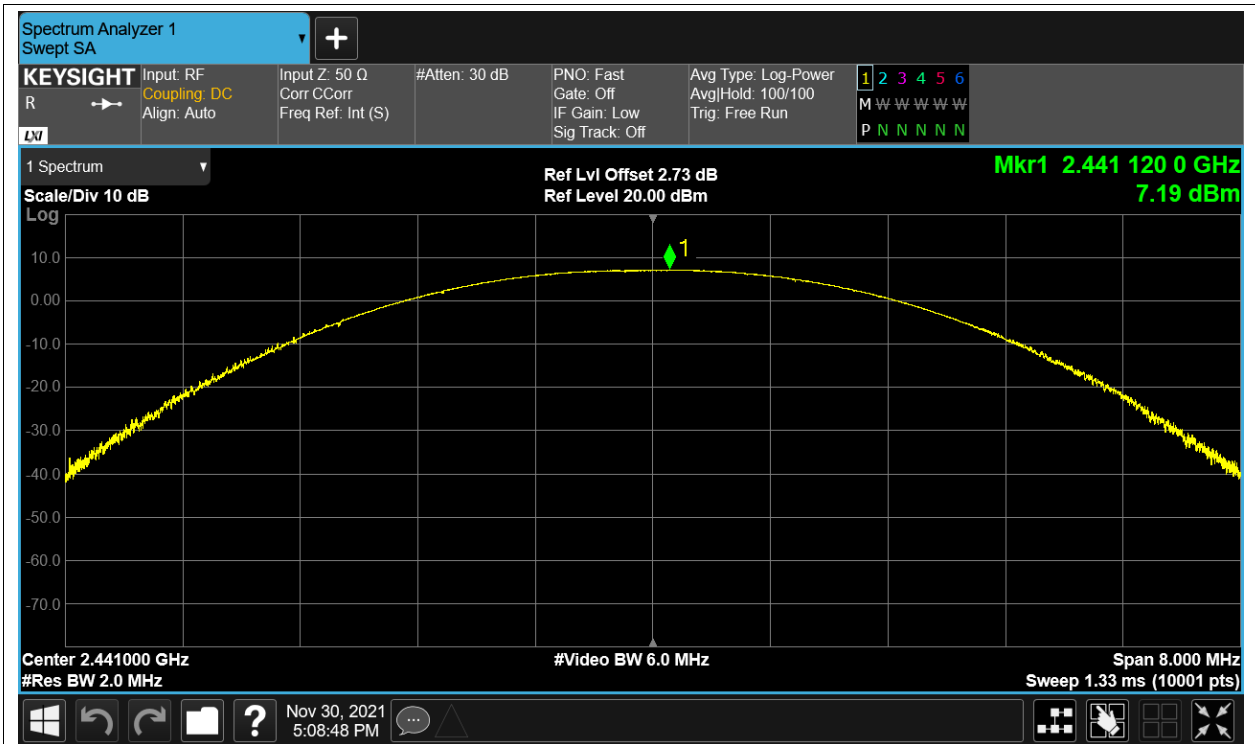 Spectrum Analyzer 1
Swept SA
KEYSIGHT
R
LXI
Input: RF
Coupling: DC
Align: Auto
Input Z: 50 Ω
Corr CCorr
Freq Ref: Int (S)
#Atten: 30 dB
PNO: Fast
Gate: Off
IF Gain: Low
Sig Track: Off
Avg Type: Log-Power
Avg|Hold: 100/100
Trig: Free Run
1 2 3 4 5 6
M W W W W W W
P N N N N N N
1 Spectrum
Scale/Div 10 dB
Log
Ref Lvl Offset 2.73 dB
Ref Level 20.00 dBm
Mkr1 2.441 120 0 GHz
7.19 dBm
1
10.0
0.00
-10.0
-20.0
-30.0
-40.0
-50.0
-60.0
-70.0
Center 2.441000 GHz
#Res BW 2.0 MHz
#Video BW 6.0 MHz
Span 8.000 MHz
Sweep 1.33 ms (10001 pts)
?
Nov 30, 2021
5:08:48 PM